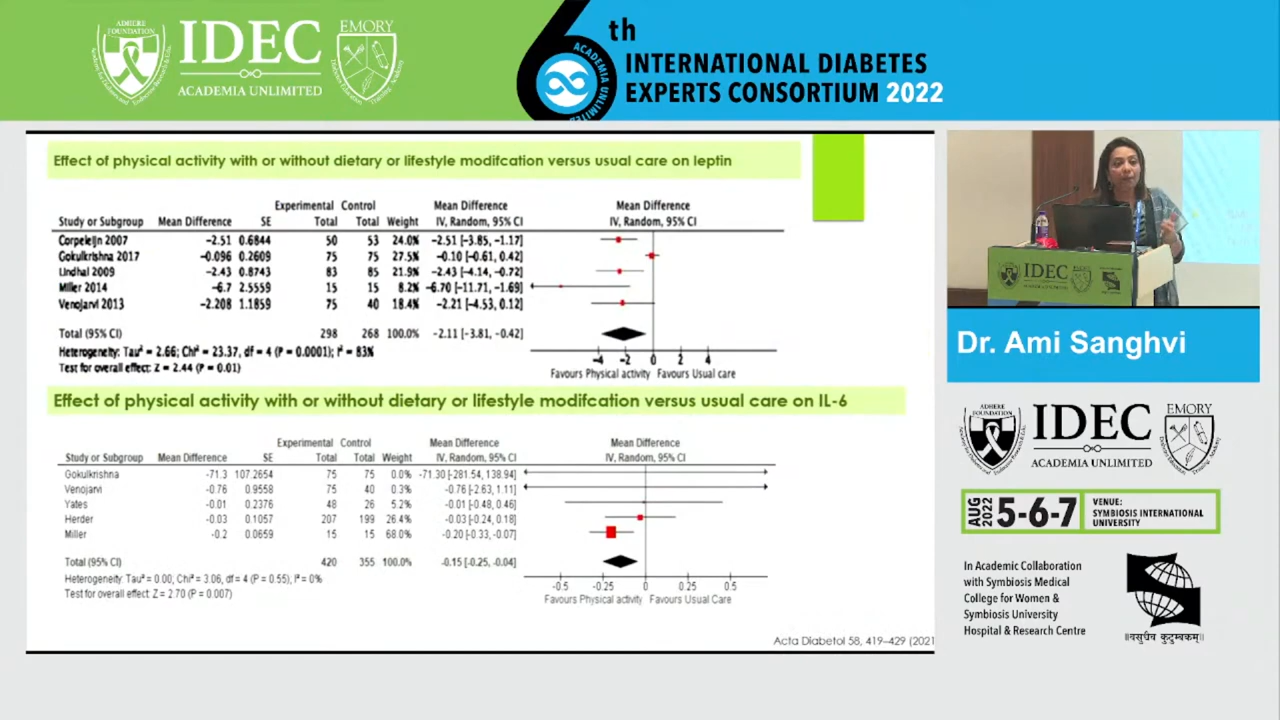 ADHERE
FOUNDATION
IDEC
ACADEMIA UNLIMITED
EMORY
ACADEMIA UNLIMITED
6th
INTERNATIONAL DIABETES
EXPERTS CONSORTIUM 2022
Effect of physical activity with or without dietary or lifestyle modifcation versus usual care on leptin
Experimental Control Mean Difference Mean Difference
Study or Subgroup Mean Difference SE Total Total Weight IV, Random, 95% CI IV, Random, 95% CI
Corpeleijn 2007 −2.51 0.6844 50 53 24.0% −2.51 [−3.85, −1.17]
Gokulkrishna 2017 −0.096 0.2609 75 75 27.5% −0.10 [−0.61, 0.42]
Lindhal 2009 −2.43 0.8743 83 85 21.9% −2.43 [−4.14, −0.72]
Miller 2014 −6.7 2.5559 15 15 8.2% −6.70 [−11.71, −1.69]
Venojarvi 2013 −2.208 1.1859 75 40 18.4% −2.21 [−4.53, 0.12]
Total (95% CI) 298 268 100.0% −2.11 [−3.81, −0.42]
Heterogeneity: Tau² = 2.66; Chi² = 23.37, df = 4 (P = 0.0001); I² = 83%
Test for overall effect: Z = 2.44 (P = 0.01)
−4 −2 0 2 4
Favours Physical activity Favours Usual care
Effect of physical activity with or without dietary or lifestyle modifcation versus usual care on IL-6
Experimental Control Mean Difference Mean Difference
Study or Subgroup Mean Difference SE Total Total Weight IV, Random, 95% CI IV, Random, 95% CI
Gokulkrishna -71.3 107.2654 75 75 0.0% -71.30 [-281.54, 138.94]
Venojarvi -0.76 0.9558 75 40 0.3% -0.76 [-2.63, 1.11]
Yates -0.01 0.2376 48 26 5.2% -0.01 [-0.48, 0.46]
Herder -0.03 0.1057 207 199 26.4% -0.03 [-0.24, 0.18]
Miller -0.2 0.0659 15 15 68.0% -0.20 [-0.33, -0.07]
Total (95% CI) 420 355 100.0% -0.15 [-0.25, -0.04]
Heterogeneity: Tau² = 0.00; Chi² = 3.06, df = 4 (P = 0.55); I² = 0%
Test for overall effect: Z = 2.70 (P = 0.007)
-0.5 -0.25 0 0.25 0.5
Favours Physical activity Favours Usual Care
Acta Diabetol 58, 419–429 (2021
IDEC
ACADEMIA UNLIMITED
Dr. Ami Sanghvi
ADHERE
FOUNDATION
IDEC
ACADEMIA UNLIMITED
EMORY
AUG 2022
5-6-7
VENUE:
SYMBIOSIS INTERNATIONAL
UNIVERSITY
In Academic Collaboration
with Symbiosis Medical
College for Women &
Symbiosis University
Hospital & Research Centre
॥वसुधैव कुटुम्बकम्॥